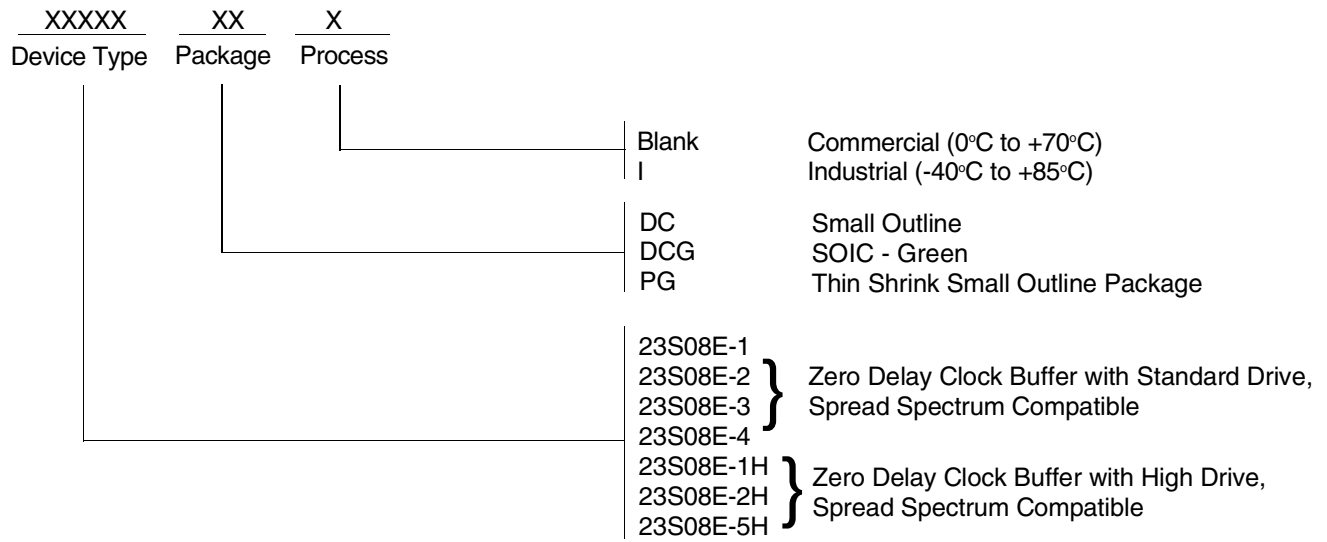 XXXXX XX X
Device Type Package Process
Blank Commercial (0°C to +70°C)
I Industrial (-40°C to +85°C)
DC Small Outline
DCG SOIC - Green
PG Thin Shrink Small Outline Package
23S08E-1
23S08E-2 } Zero Delay Clock Buffer with Standard Drive,
23S08E-3 Spread Spectrum Compatible
23S08E-4
23S08E-1H } Zero Delay Clock Buffer with High Drive,
23S08E-2H Spread Spectrum Compatible
23S08E-5H